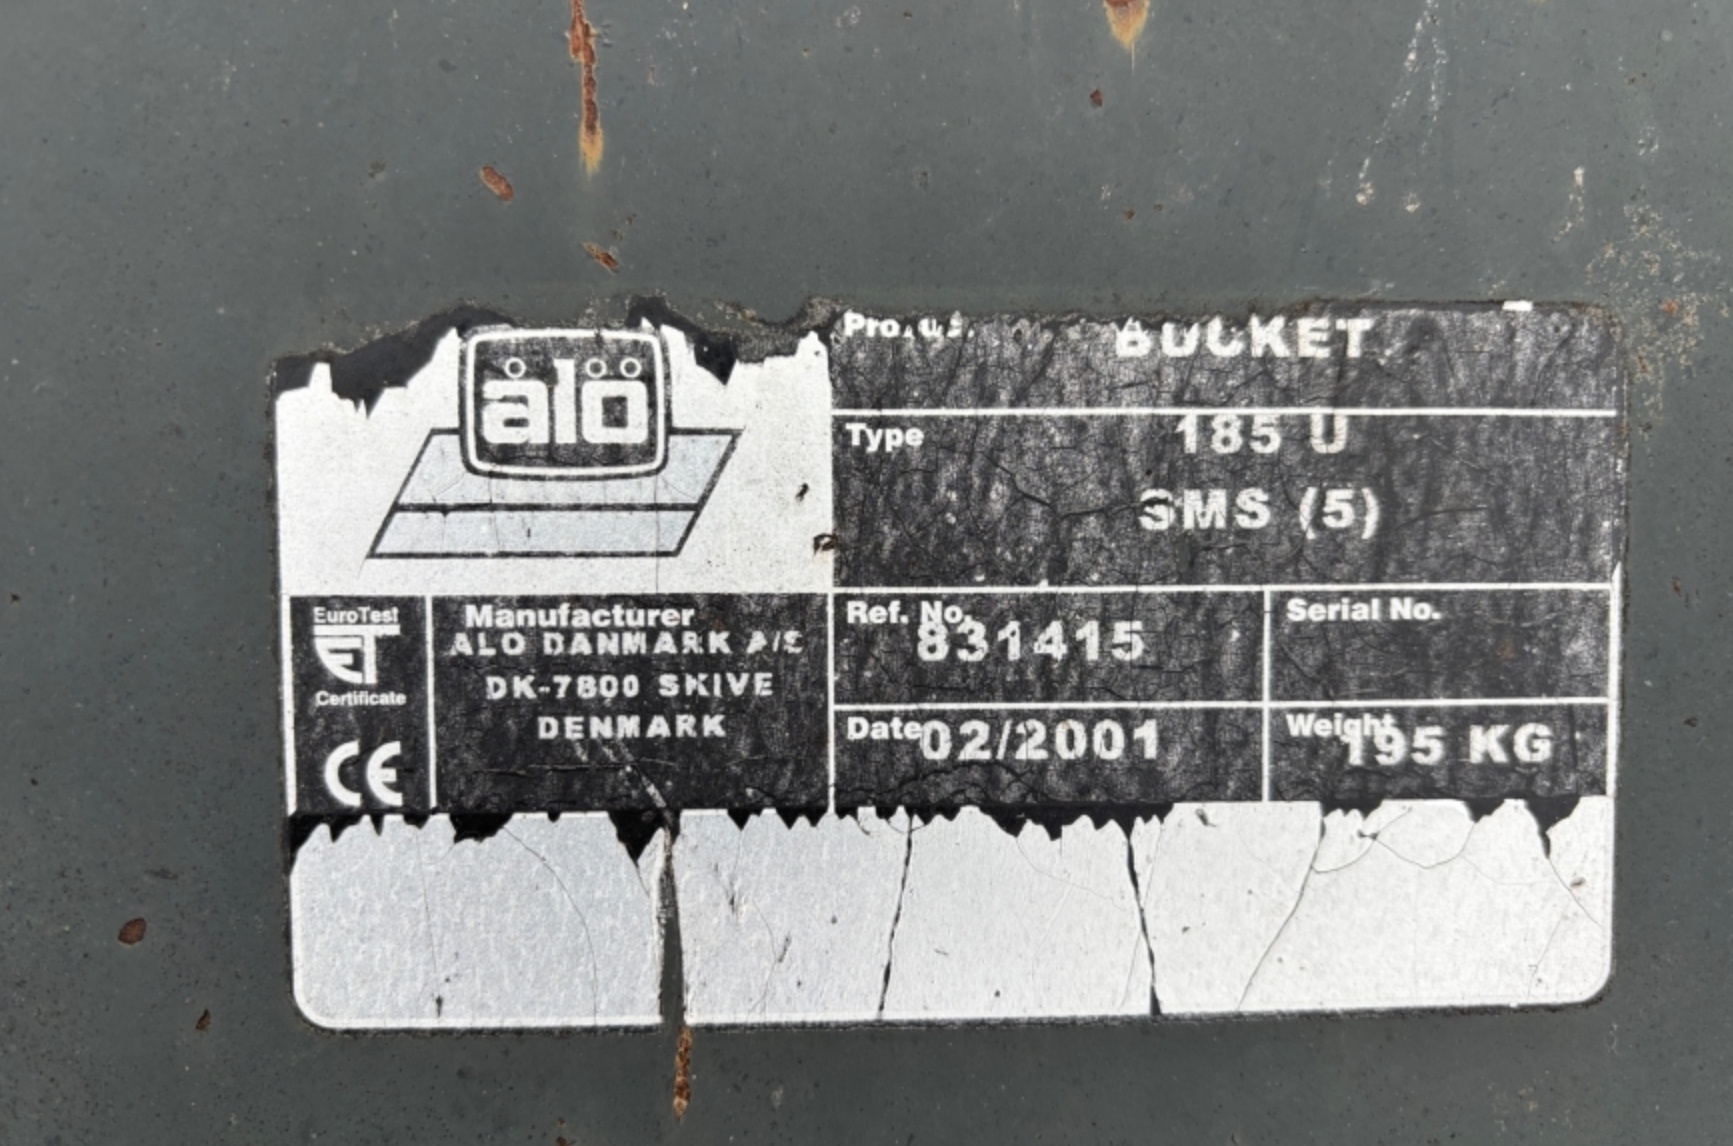 ålö
Product BUCKET
Type 185 U
SMS (5)
EuroTest
ET
Certificate
CE
Manufacturer
ALO DANMARK A/S
DK-7800 SKIVE
DENMARK
Ref. No. 831415
Serial No.
Date 02/2001
Weight 195 KG